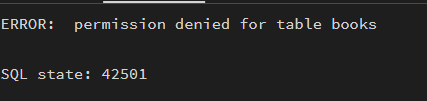 ERROR:  permission denied for table books
SQL state: 42501